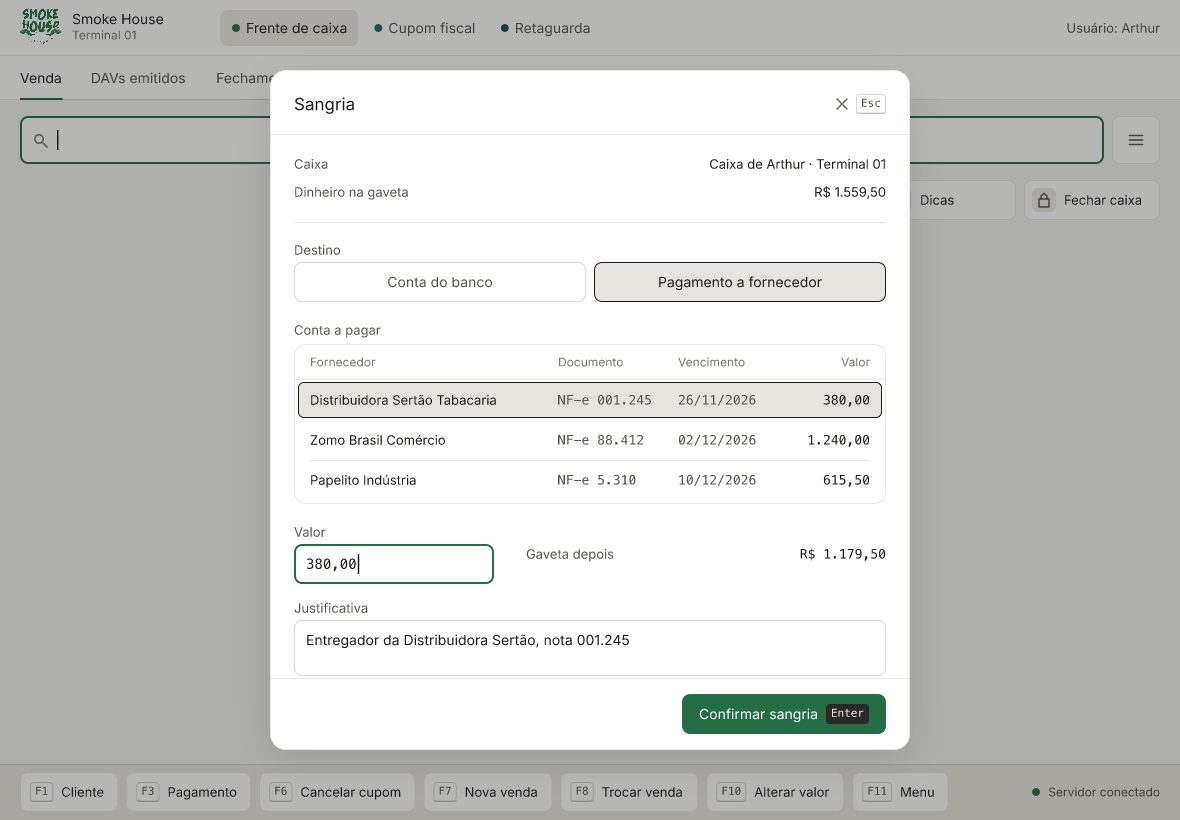 SMOKE
HOUSE
Smoke House
Terminal 01
Frente de caixa
Cupom fiscal
Retaguarda
Usuário: Arthur
Venda
DAVs emitidos
Fechame
Sangria
Esc
Caixa
Caixa de Arthur · Terminal 01
Dinheiro na gaveta
R$ 1.559,50
Dicas
Fechar caixa
Destino
Conta do banco
Pagamento a fornecedor
Conta a pagar
Fornecedor Documento Vencimento Valor
Distribuidora Sertão Tabacaria NF-e 001.245 26/11/2026 380,00
Zomo Brasil Comércio NF-e 88.412 02/12/2026 1.240,00
Papelito Indústria NF-e 5.310 10/12/2026 615,50
Valor
380,00
Gaveta depois
R$ 1.179,50
Justificativa
Entregador da Distribuidora Sertão, nota 001.245
Confirmar sangria Enter
F1 Cliente
F3 Pagamento
F6 Cancelar cupom
F7 Nova venda
F8 Trocar venda
F10 Alterar valor
F11 Menu
Servidor conectado